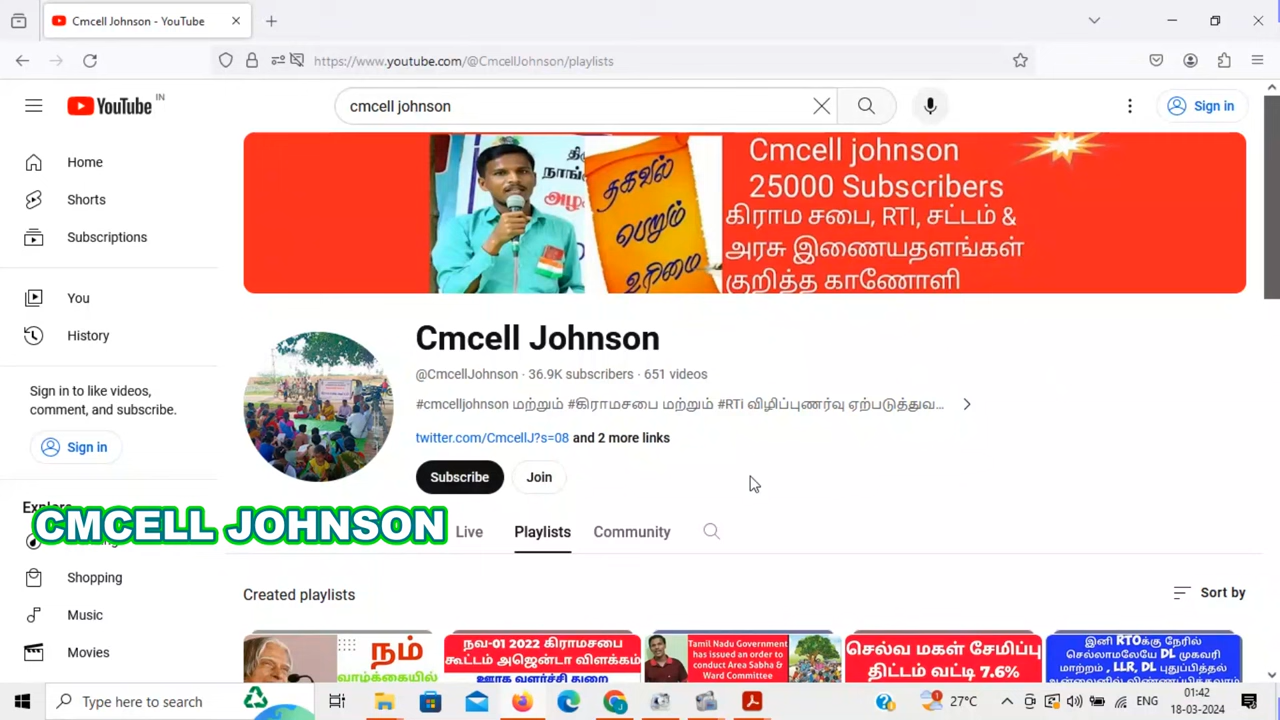 Cmcell Johnson - YouTube
https://www.youtube.com/@CmcellJohnson/playlists
YouTube IN
cmcell johnson
Sign in
Home
Shorts
Subscriptions
You
History
Sign in to like videos,
comment, and subscribe.
Sign in
Explore
Shopping
Music
Movies
தகவல்
பெறும்
உரிமை
Cmcell johnson
25000 Subscribers
கிராம சபை, RTI, சட்டம் &
அரசு இணையதளங்கள்
குறித்த காணோளி
Cmcell Johnson
@CmcellJohnson · 36.9K subscribers · 651 videos
#cmcelljohnson மற்றும் #கிராமசபை மற்றும் #RTi விழிப்புணர்வு ஏற்படுத்துவ...
twitter.com/CmcellJ?s=08 and 2 more links
Subscribe
Join
CMCELL JOHNSON
Live
Playlists
Community
Created playlists
Sort by
நம்
வாழ்க்கையில்
நவ-01 2022 கிராமசபை
கூட்டம் அஜெண்டா விளக்கம்
ஊரக வளர்ச்சி துறை
Tamil Nadu Government
has issued an order to
conduct Area Sabha &
Ward Committee
செல்வ மகள் சேமிப்பு
திட்டம் வட்டி 7.6%
இனி RTOக்கு நேரில்
செல்லாமலேயே DL முகவரி
மாற்றம் , LLR, DL புதுப்பித்தல்
Type here to search
27°C
ENG
01:42
18-03-2024